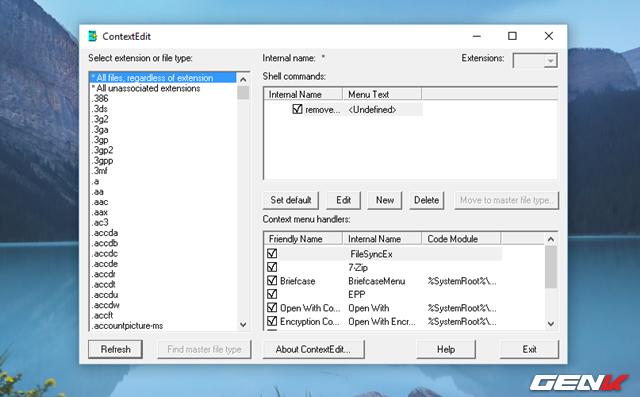 ContextEdit
Select extension or file type:
* All files, regardless of extension
* All unassociated extensions
.386
.3ds
.3g2
.3ga
.3gp
.3gp2
.3gpp
.3mf
.a
.aa
.aac
.aax
.ac3
.accda
.accdb
.accdc
.accde
.accdr
.accdt
.accdu
.accdw
.accft
.accountpicture-ms
Internal name: *
Extensions:
Shell commands:
Internal Name Menu Text
remove... <Undefined>
Set default Edit New Delete Move to master file type..
Context menu handlers:
Friendly Name Internal Name Code Module
FileSyncEx
7-Zip
Briefcase BriefcaseMenu %SystemRoot%\...
EPP
Open With Co... Open With %SystemRoot%\...
Encryption Co... Open With Encr... %SystemRoot%\...
Refresh Find master file type About ContextEdit... Help Exit
GENK